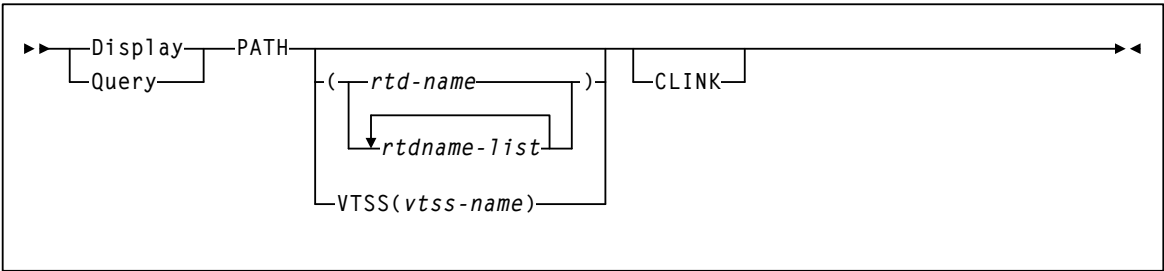 Display PATH
Query ( rtd-name ) CLINK
rtdname-list
VTSS(vtss-name)